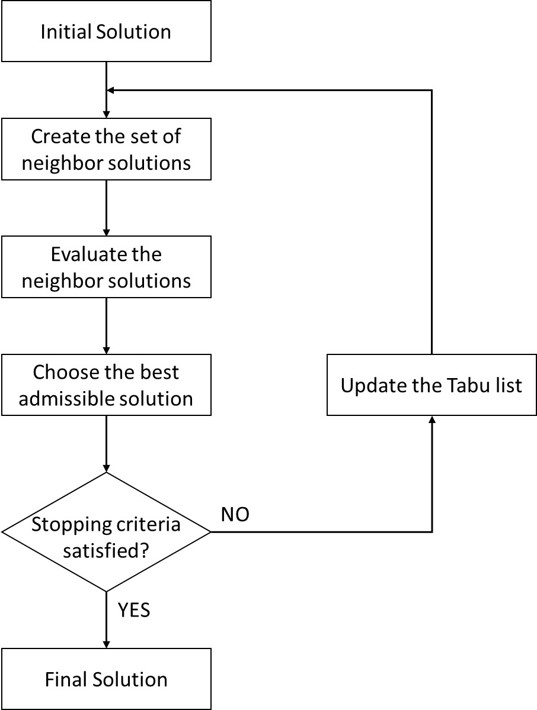 Initial Solution
Create the set of
neighbor solutions
Evaluate the
neighbor solutions
Choose the best
admissible solution
Update the Tabu list
Stopping criteria
satisfied?
NO
YES
Final Solution